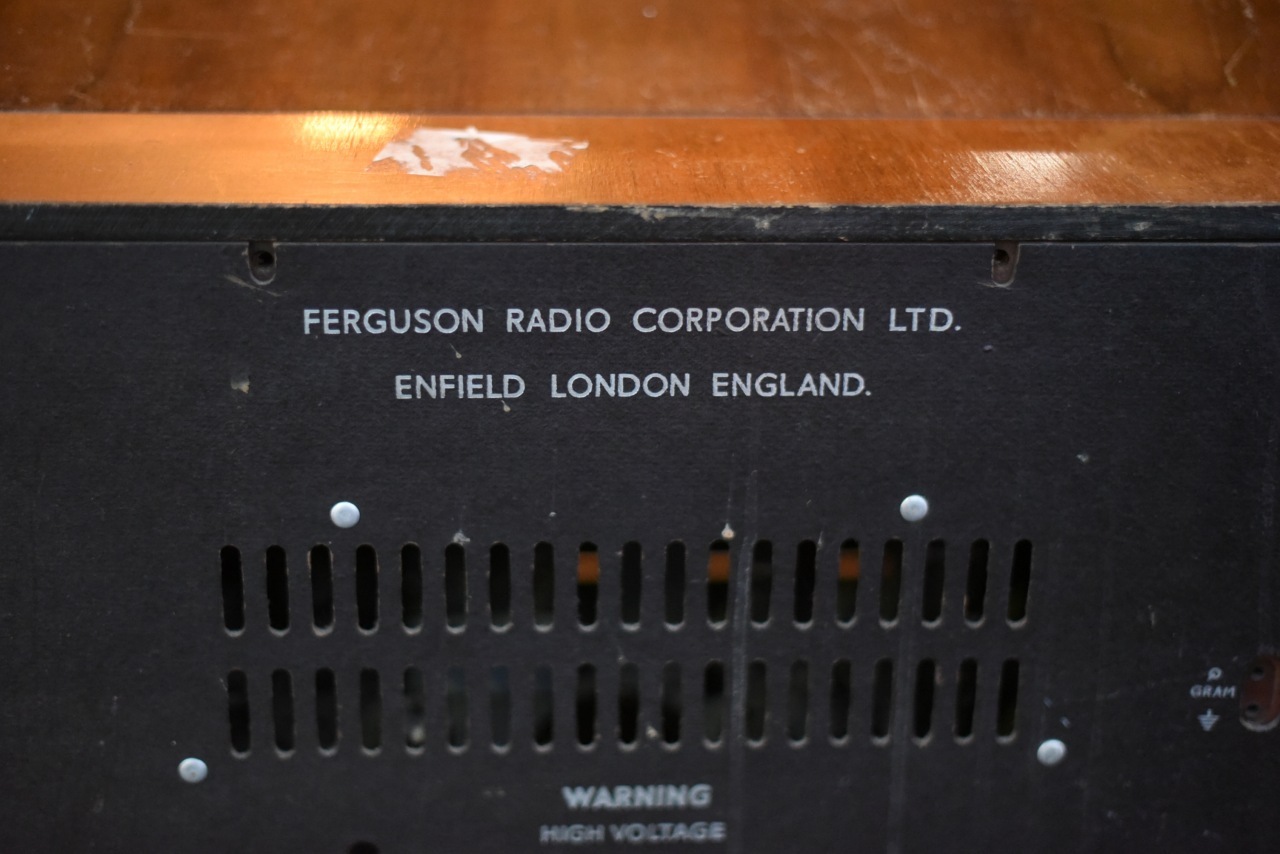 FERGUSON RADIO CORPORATION LTD.
ENFIELD LONDON ENGLAND.
GRAM
WARNING
HIGH VOLTAGE